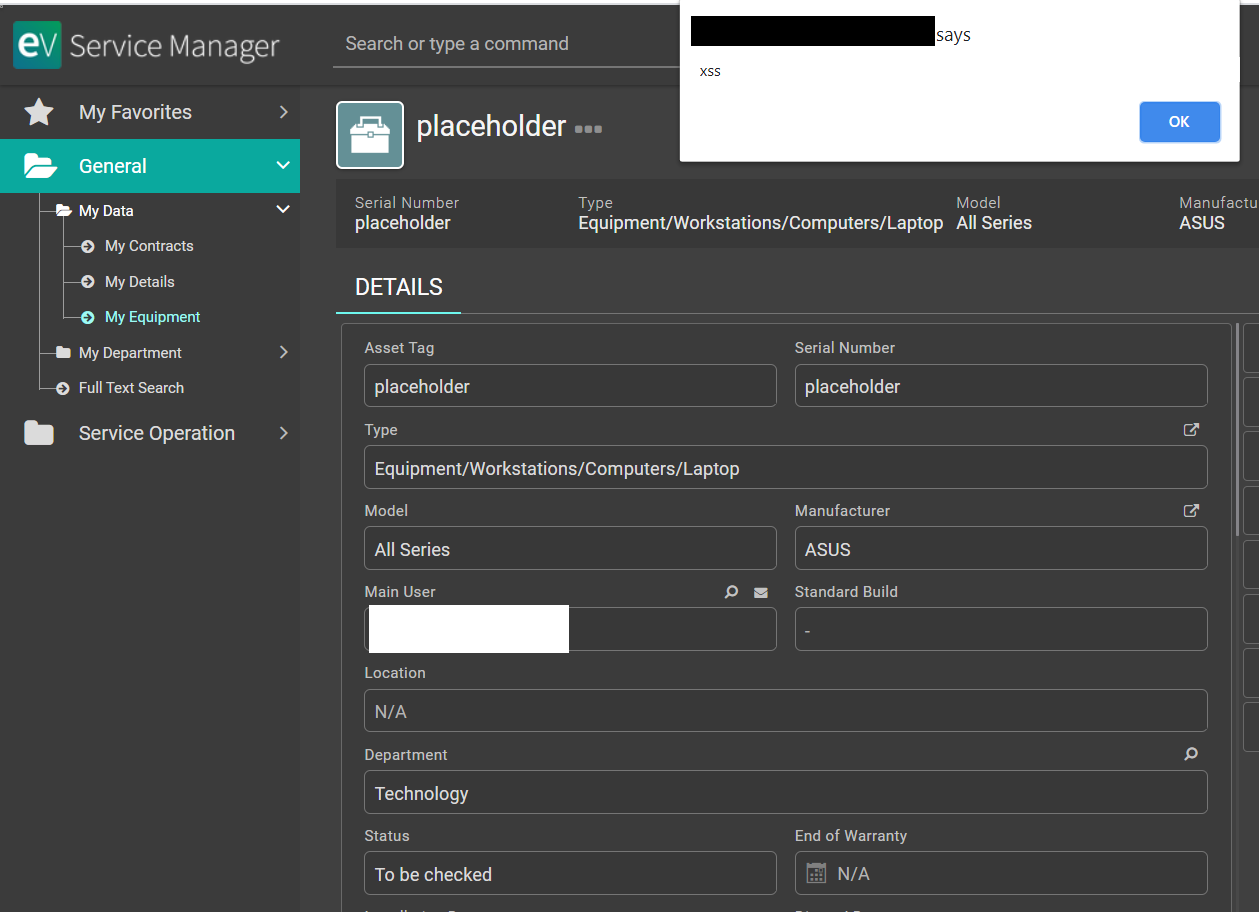 eV Service Manager
Search or type a command
says
xss
OK
My Favorites
General
My Data
My Contracts
My Details
My Equipment
My Department
Full Text Search
Service Operation
placeholder
Serial Number Type Model Manufactu
placeholder Equipment/Workstations/Computers/Laptop All Series ASUS
DETAILS
Asset Tag Serial Number
placeholder placeholder
Type
Equipment/Workstations/Computers/Laptop
Model Manufacturer
All Series ASUS
Main User Standard Build
-
Location
N/A
Department
Technology
Status End of Warranty
To be checked N/A